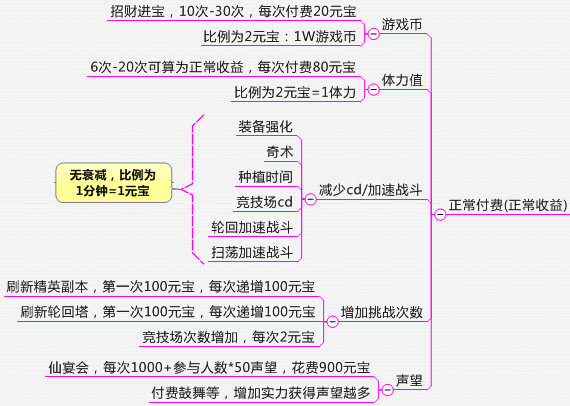 招财进宝，10次-30次，每次付费20元宝
比例为2元宝：1W游戏币
游戏币
6次-20次可算为正常收益，每次付费80元宝
比例为2元宝=1体力
体力值
装备强化
奇术
种植时间
竞技场cd
轮回加速战斗
扫荡加速战斗
减少cd/加速战斗
无衰减，比例为
1分钟=1元宝
正常付费(正常收益)
刷新精英副本，第一次100元宝，每次递增100元宝
刷新轮回塔，第一次100元宝，每次递增100元宝
竞技场次数增加，每次2元宝
增加挑战次数
仙宴会，每次1000+参与人数*50声望，花费900元宝
付费鼓舞等，增加实力获得声望越多
声望